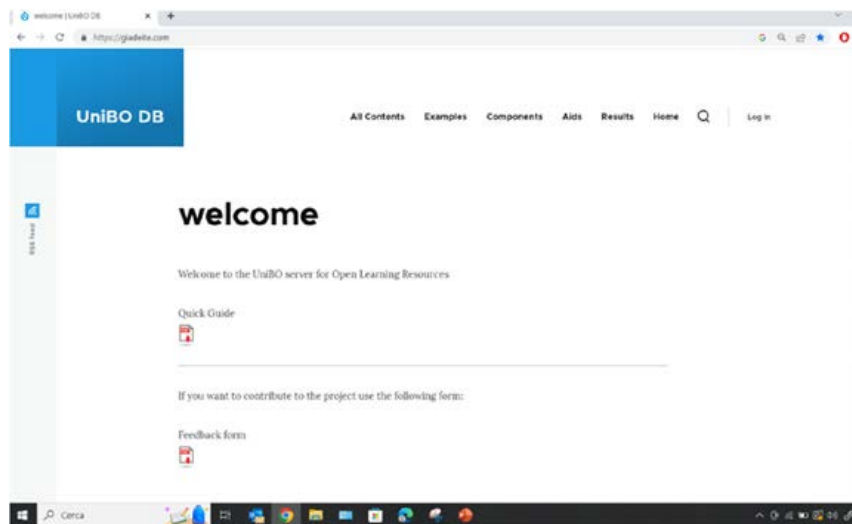 welcome | UniBO DB
https://giadeite.com
UniBO DB
All Contents Examples Components Aids Results Home Log in
RSS feed
welcome
Welcome to the UniBO server for Open Learning Resources
Quick Guide
If you want to contribute to the project use the following form:
Feedback form
Cerca